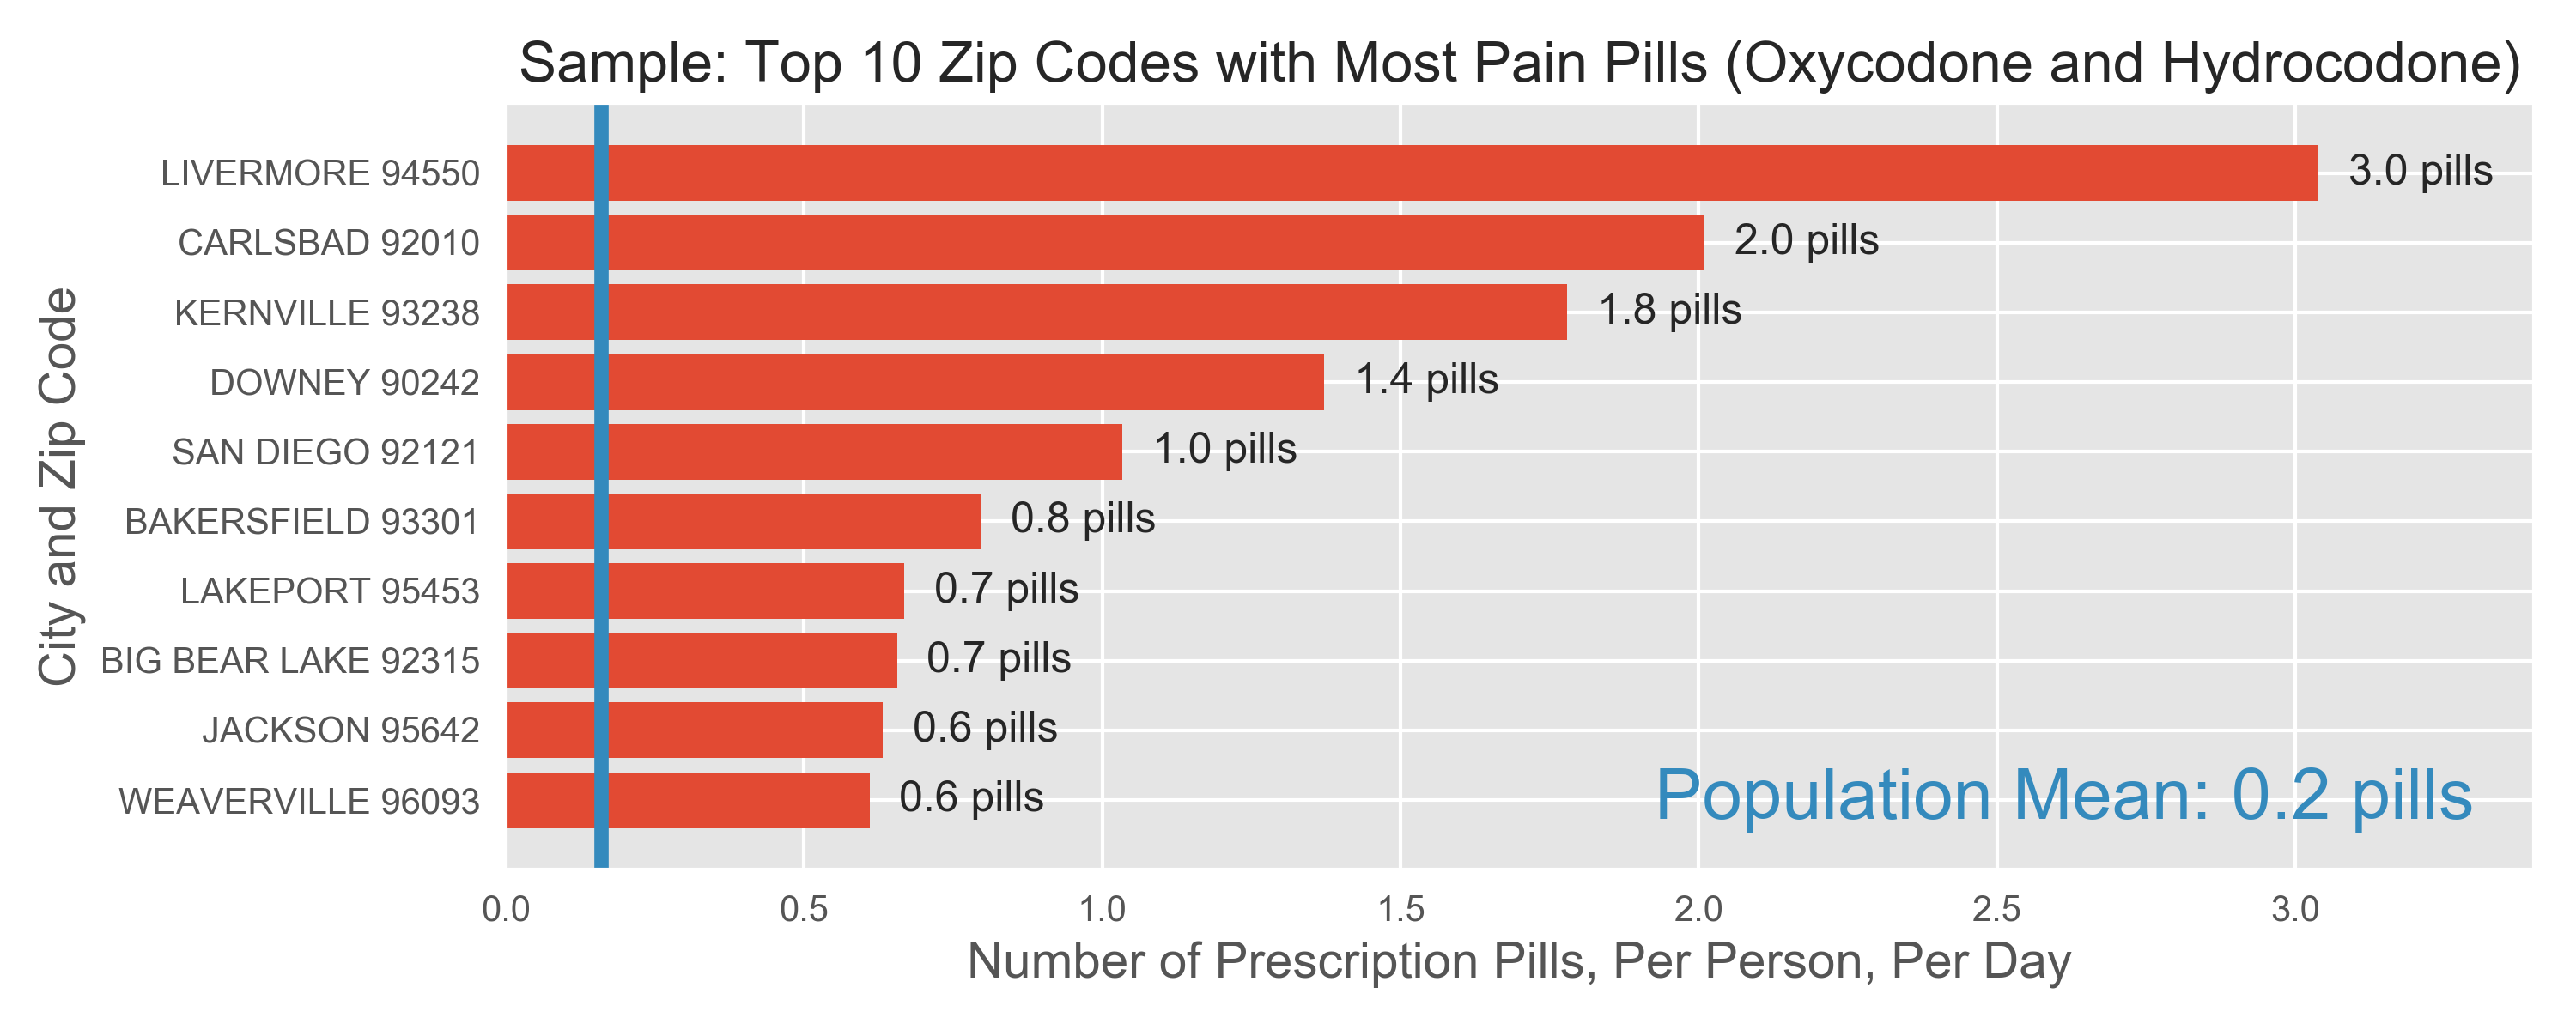 Sample: Top 10 Zip Codes with Most Pain Pills (Oxycodone and Hydrocodone)
City and Zip Code
LIVERMORE 94550 3.0 pills
CARLSBAD 92010 2.0 pills
KERNVILLE 93238 1.8 pills
DOWNEY 90242 1.4 pills
SAN DIEGO 92121 1.0 pills
BAKERSFIELD 93301 0.8 pills
LAKEPORT 95453 0.7 pills
BIG BEAR LAKE 92315 0.7 pills
JACKSON 95642 0.6 pills
WEAVERVILLE 96093 0.6 pills
Population Mean: 0.2 pills
0.0 0.5 1.0 1.5 2.0 2.5 3.0
Number of Prescription Pills, Per Person, Per Day